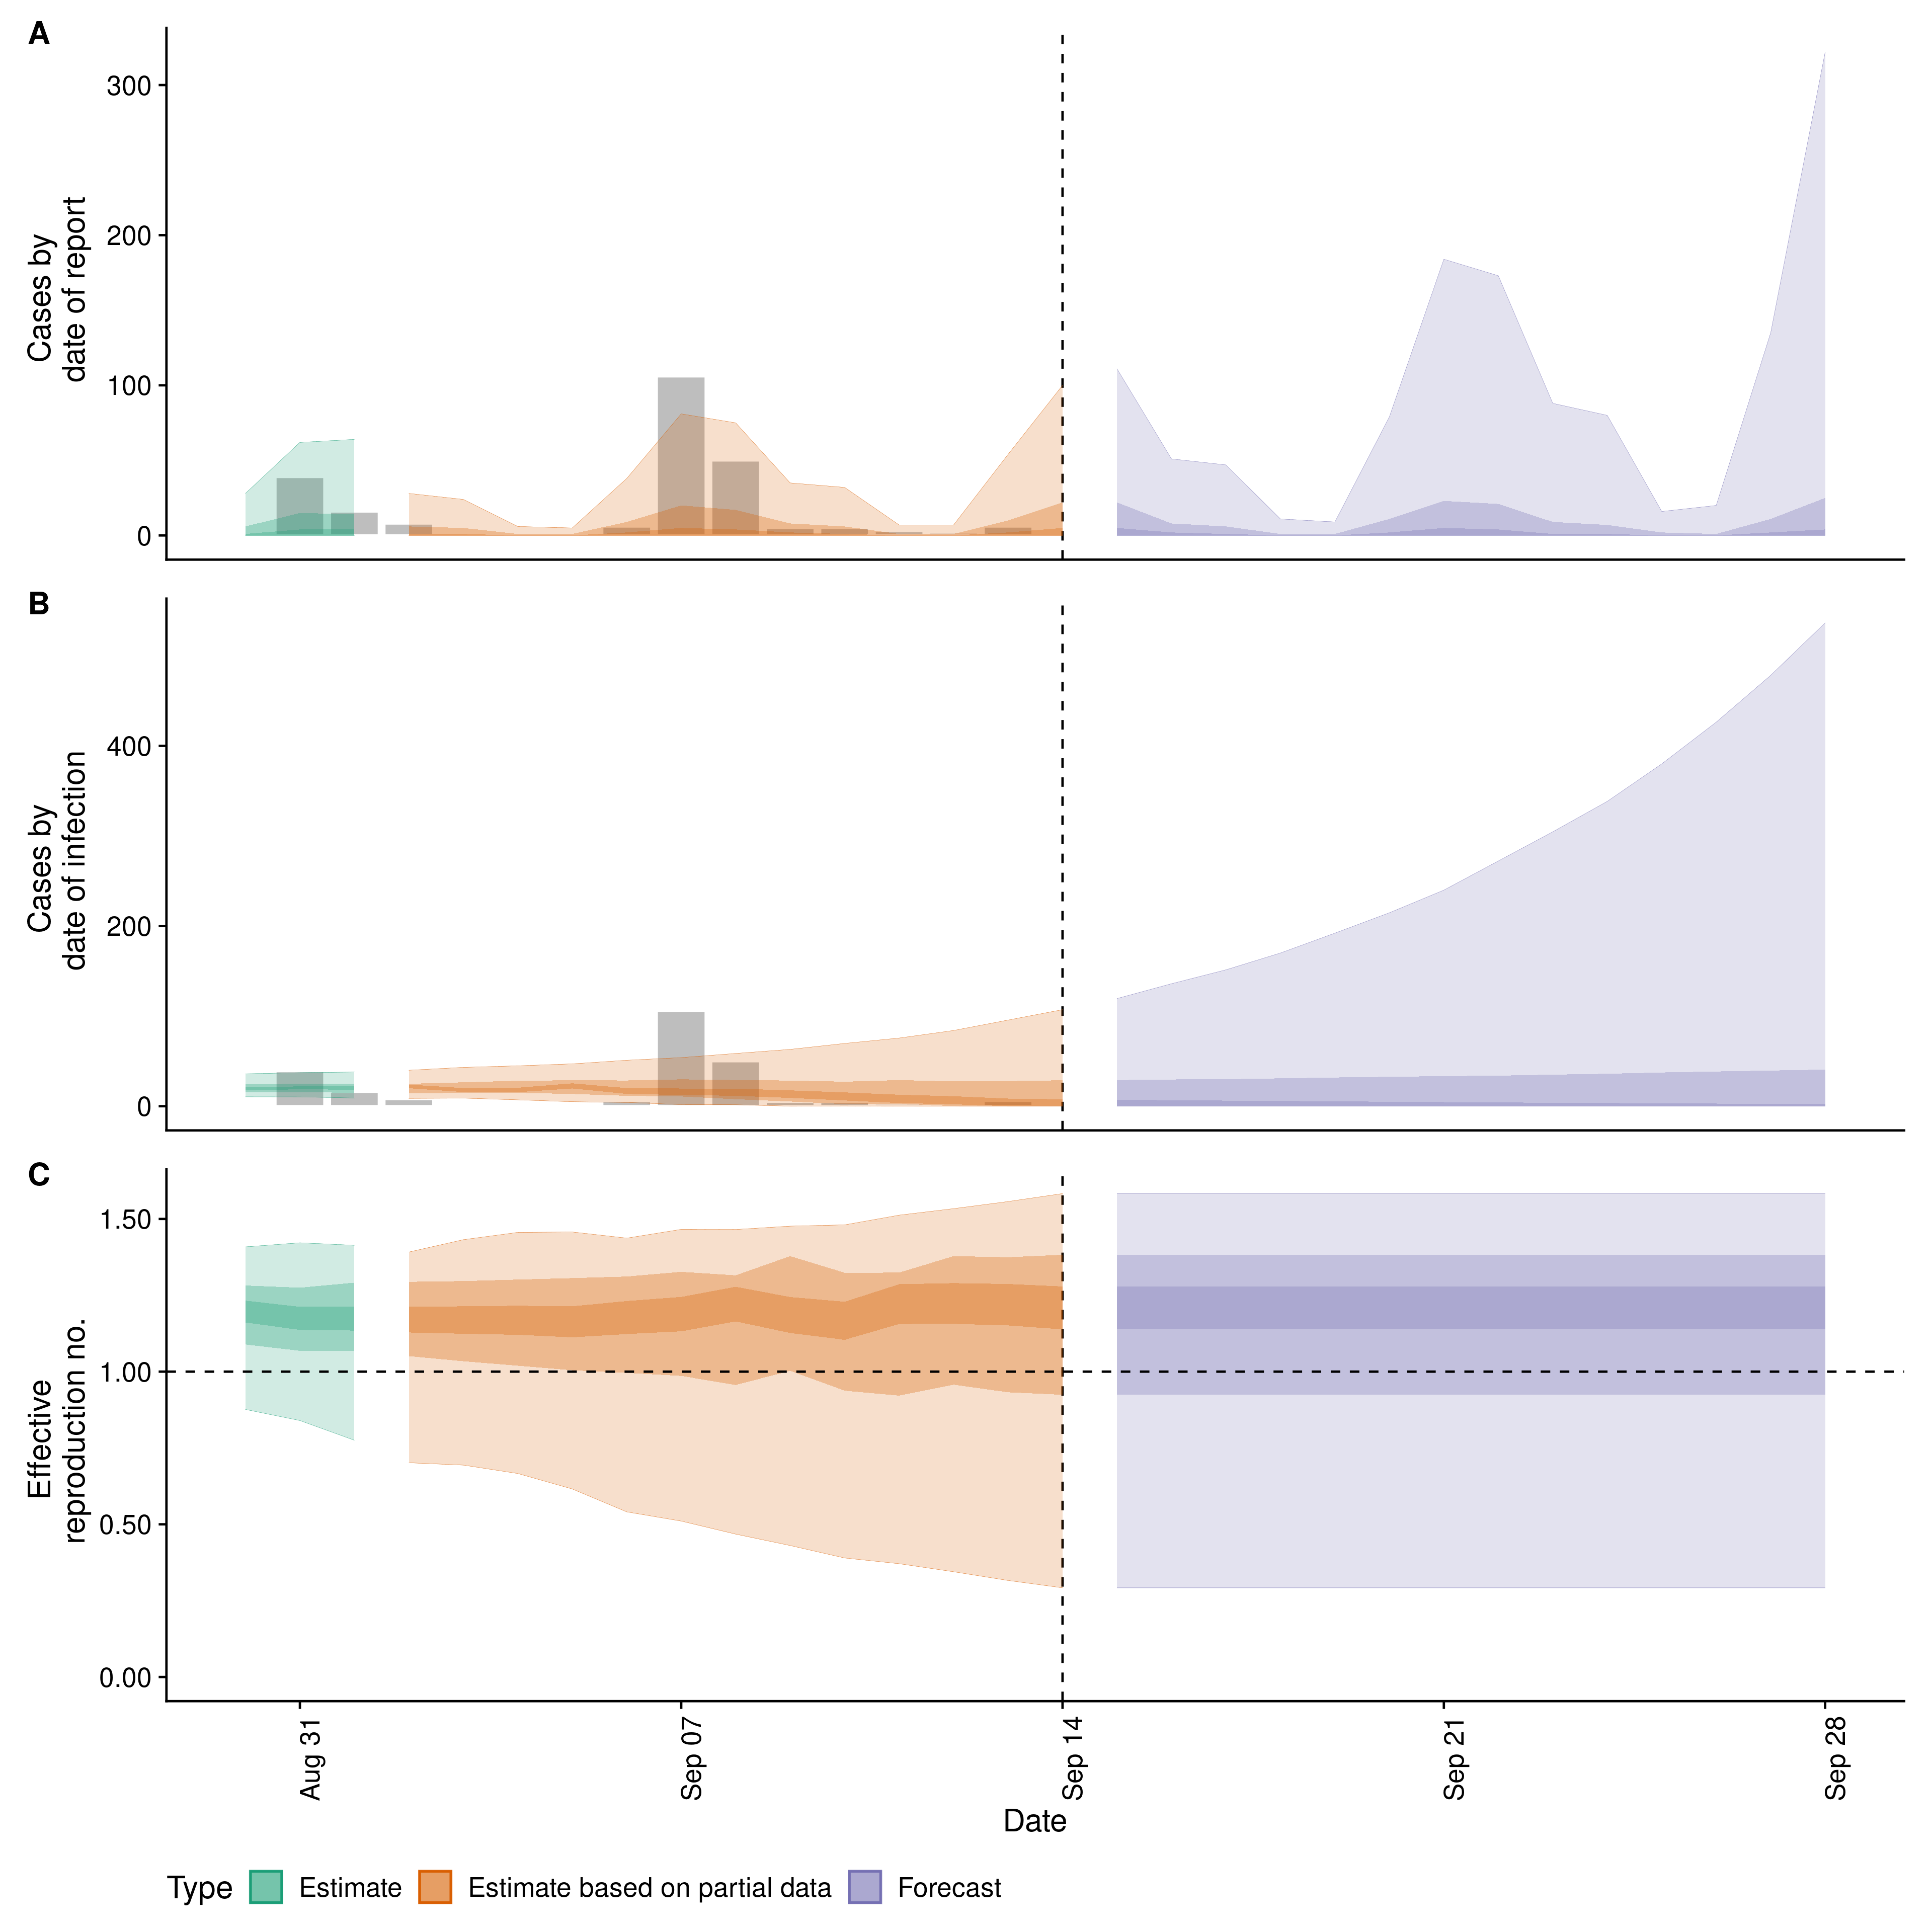 A
300
200
100
0
Cases by
date of report
B
400
200
0
Cases by
date of infection
C
1.50
1.00
0.50
0.00
Effective
reproduction no.
Aug 31
Sep 07
Sep 14
Sep 21
Sep 28
Date
Type Estimate Estimate based on partial data Forecast